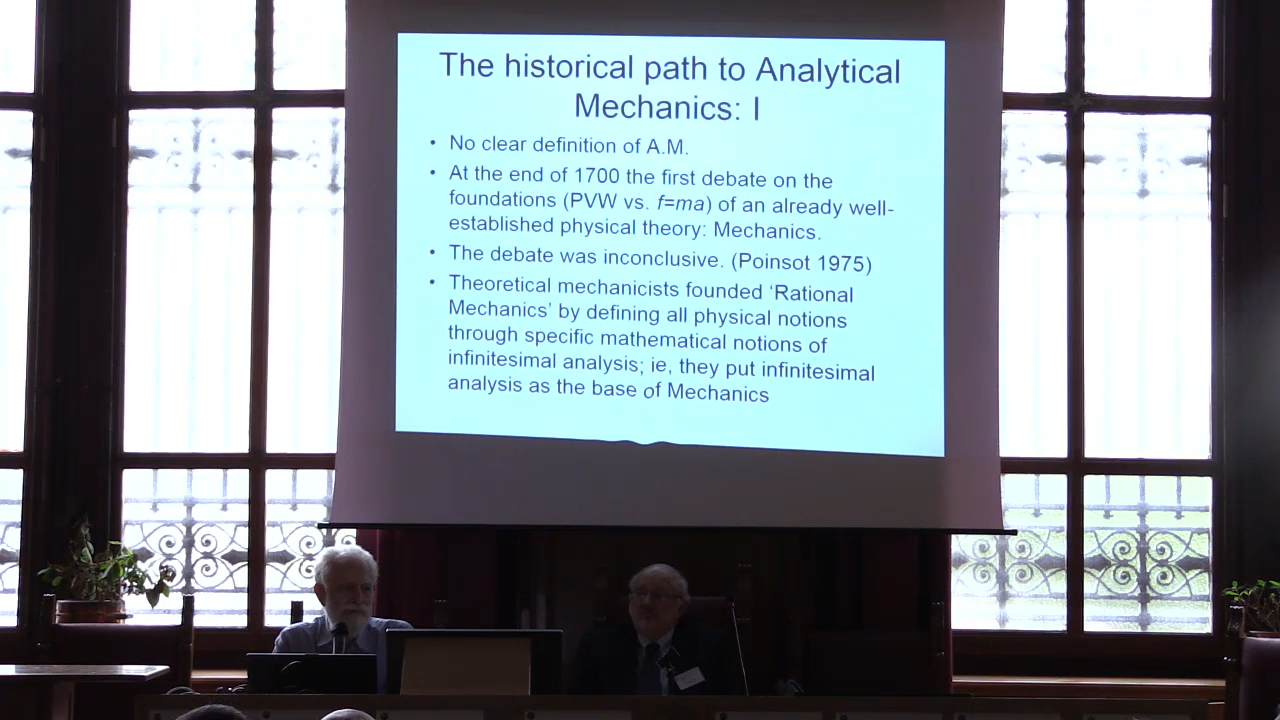 The historical path to Analytical
Mechanics: I
• No clear definition of A.M.
• At the end of 1700 the first debate on the
foundations (PVW vs. f=ma) of an already well-
established physical theory: Mechanics.
• The debate was inconclusive. (Poinsot 1975)
• Theoretical mechanicists founded ‘Rational
Mechanics’ by defining all physical notions
through specific mathematical notions of
infinitesimal analysis; ie, they put infinitesimal
analysis as the base of Mechanics